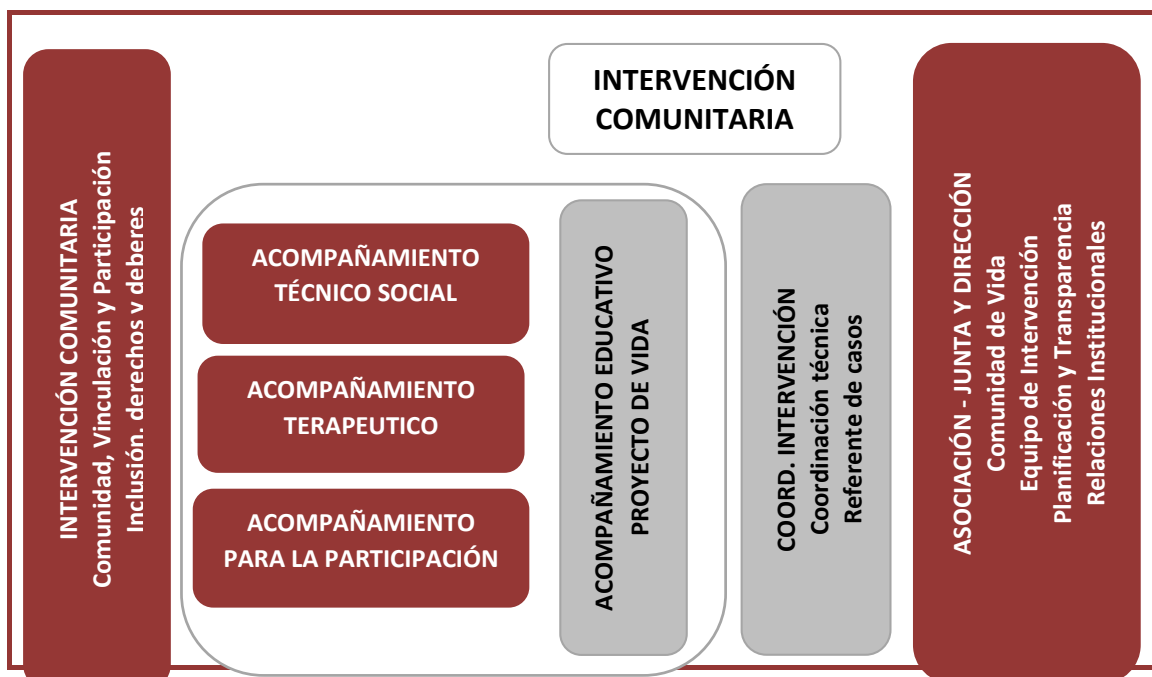 INTERVENCIÓN
COMUNITARIA
INTERVENCIÓN COMUNITARIA
Comunidad, Vinculación y Participación
Inclusión. derechos v deberes
ACOMPAÑAMIENTO
TÉCNICO SOCIAL
ACOMPAÑAMIENTO
TERAPEUTICO
ACOMPAÑAMIENTO
PARA LA PARTICIPACIÓN
ACOMPAÑAMIENTO EDUCATIVO
PROYECTO DE VIDA
COORD. INTERVENCIÓN
Coordinación técnica
Referente de casos
ASOCIACIÓN - JUNTA Y DIRECCIÓN
Comunidad de Vida
Equipo de Intervención
Planificación y Transparencia
Relaciones Institucionales